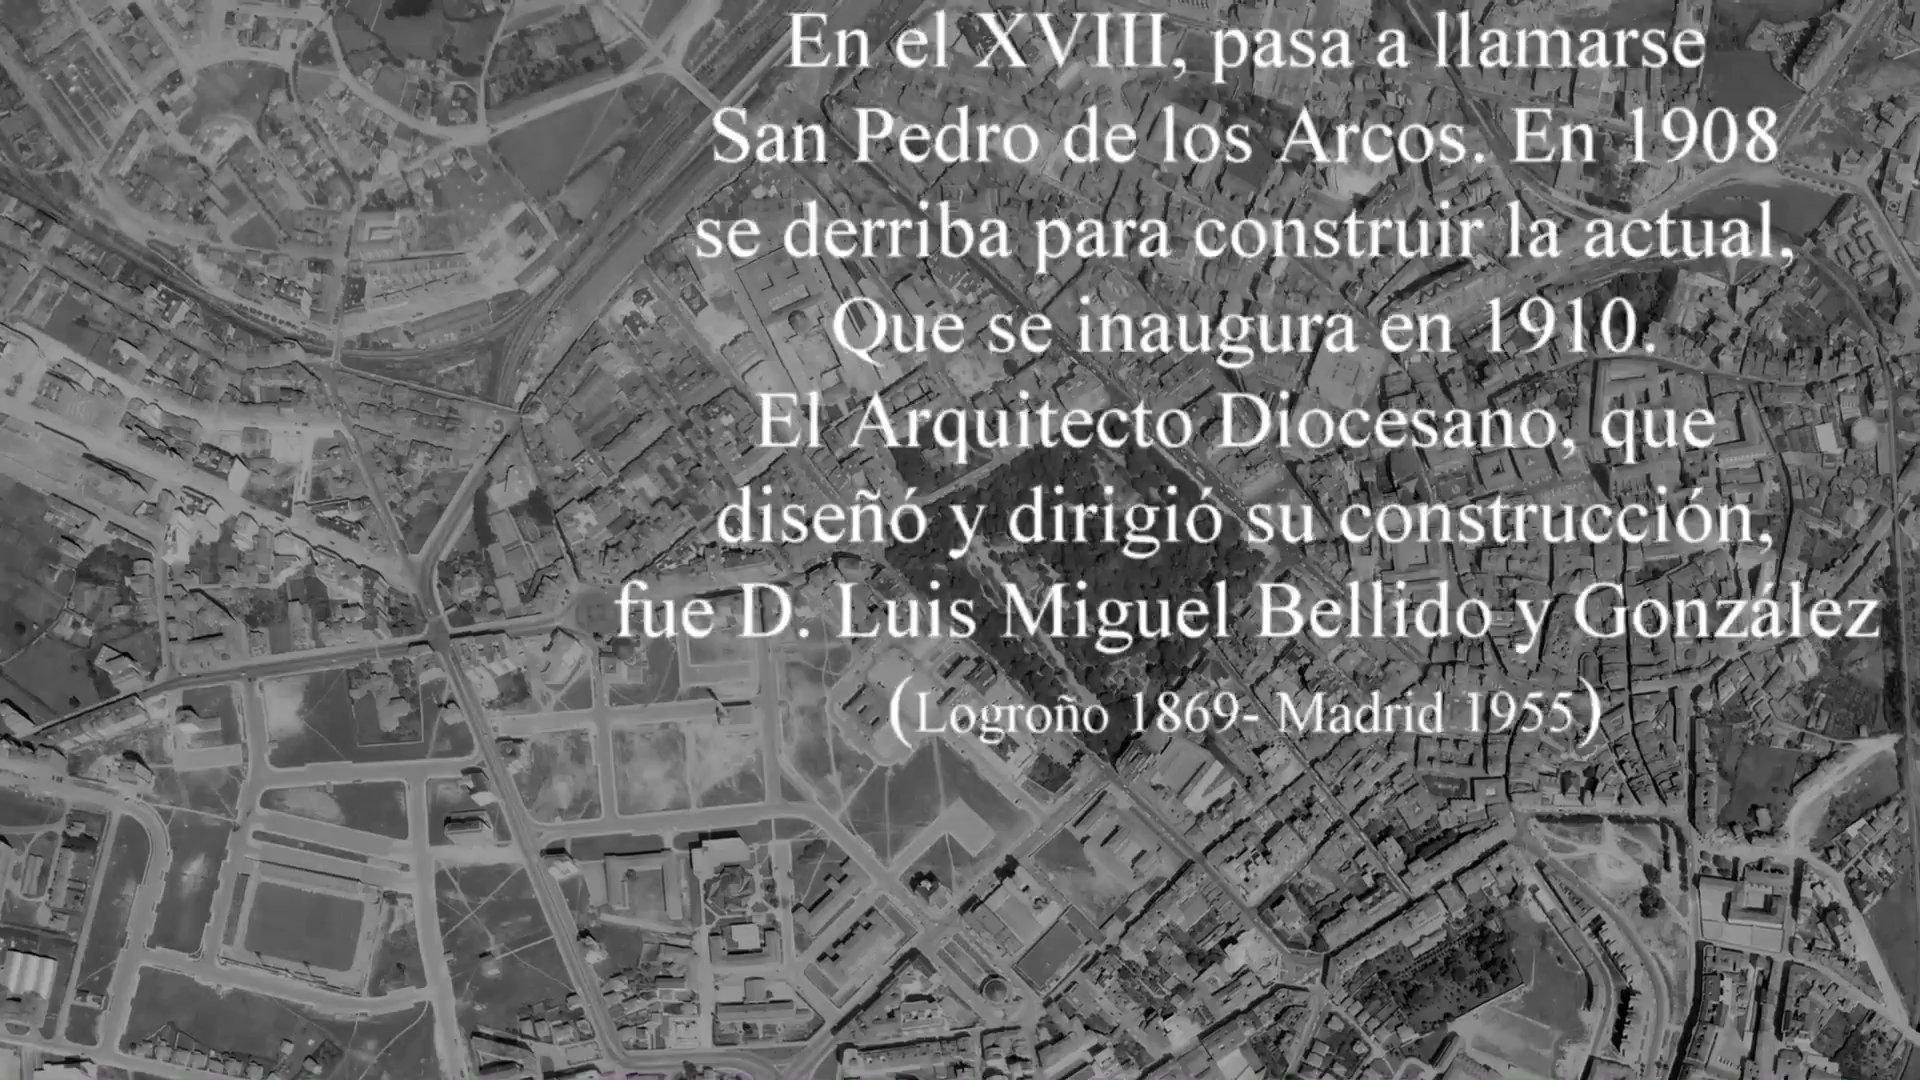 En el XVIII, pasa a llamarse
San Pedro de los Arcos. En 1908
se derriba para construir la actual,
Que se inaugura en 1910.
El Arquitecto Diocesano, que
diseñó y dirigió su construcción,
fue D. Luis Miguel Bellido y González
(Logroño 1869- Madrid 1955)